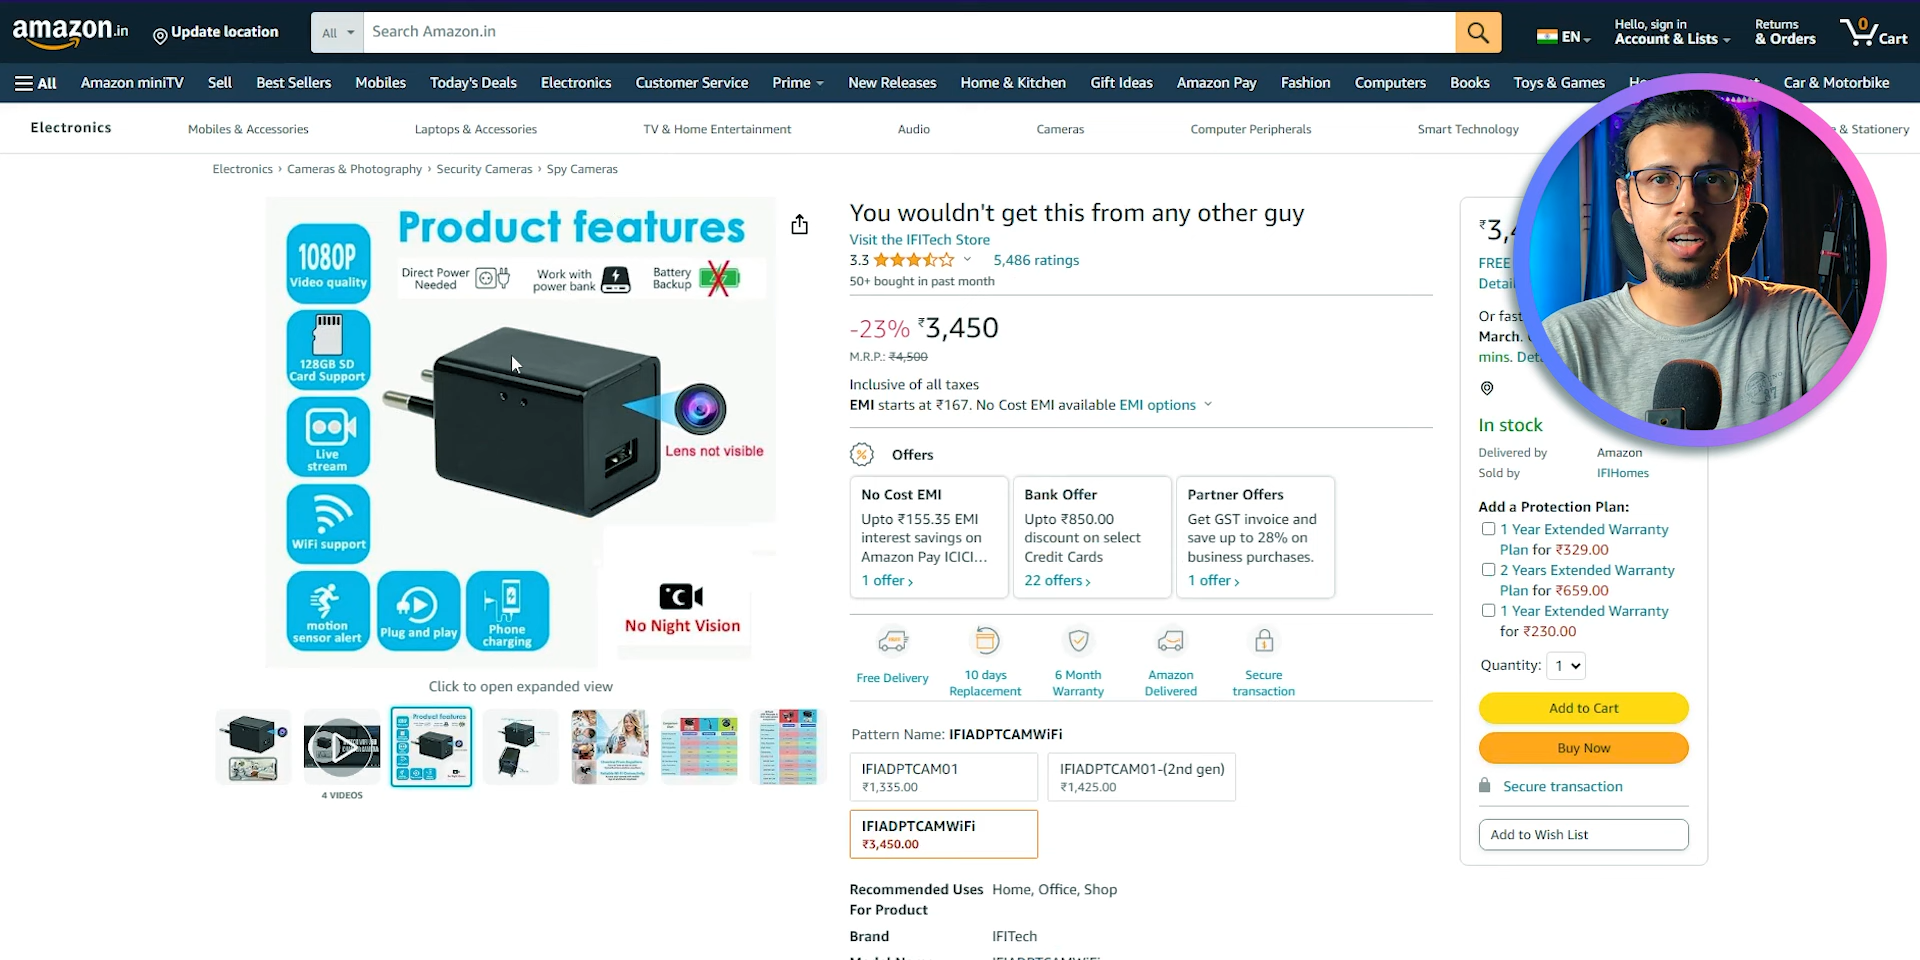 amazon.in
Update location
All
Search Amazon.in
EN
Hello, sign in
Account & Lists
Returns
& Orders
0
Cart
All
Amazon miniTV
Sell
Best Sellers
Mobiles
Today's Deals
Electronics
Customer Service
Prime
New Releases
Home & Kitchen
Gift Ideas
Amazon Pay
Fashion
Computers
Books
Toys & Games
Car & Motorbike
Electronics
Mobiles & Accessories
Laptops & Accessories
TV & Home Entertainment
Audio
Cameras
Computer Peripherals
Smart Technology
& Stationery
Electronics › Cameras & Photography › Security Cameras › Spy Cameras
Product features
1080P
Video quality
Direct Power
Needed
Work with
power bank
Battery
Backup
128GB SD
Card Support
Live
stream
WiFi support
motion
sensor alert
Plug and play
Phone
charging
Lens not visible
No Night Vision
Click to open expanded view
Product features
4 VIDEOS
You wouldn't get this from any other guy
Visit the IFITech Store
3.3
5,486 ratings
50+ bought in past month
-23% ₹3,450
M.R.P.: ₹4,500
Inclusive of all taxes
EMI starts at ₹167. No Cost EMI available EMI options
Offers
No Cost EMI
Upto ₹155.35 EMI
interest savings on
Amazon Pay ICICI...
1 offer ›
Bank Offer
Upto ₹850.00
discount on select
Credit Cards
22 offers ›
Partner Offers
Get GST invoice and
save up to 28% on
business purchases.
1 offer ›
Free Delivery
10 days
Replacement
6 Month
Warranty
Amazon
Delivered
Secure
transaction
Pattern Name: IFIADPTCAMWiFi
IFIADPTCAM01
₹1,335.00
IFIADPTCAM01-(2nd gen)
₹1,425.00
IFIADPTCAMWiFi
₹3,450.00
Recommended Uses
For Product
Home, Office, Shop
Brand
IFITech
FREE
Or
March.
mins.
In stock
Delivered by
Amazon
Sold by
IFIHomes
Add a Protection Plan:
1 Year Extended Warranty
Plan for ₹329.00
2 Years Extended Warranty
Plan for ₹659.00
1 Year Extended Warranty
for ₹230.00
Quantity: 1
Add to Cart
Buy Now
Secure transaction
Add to Wish List